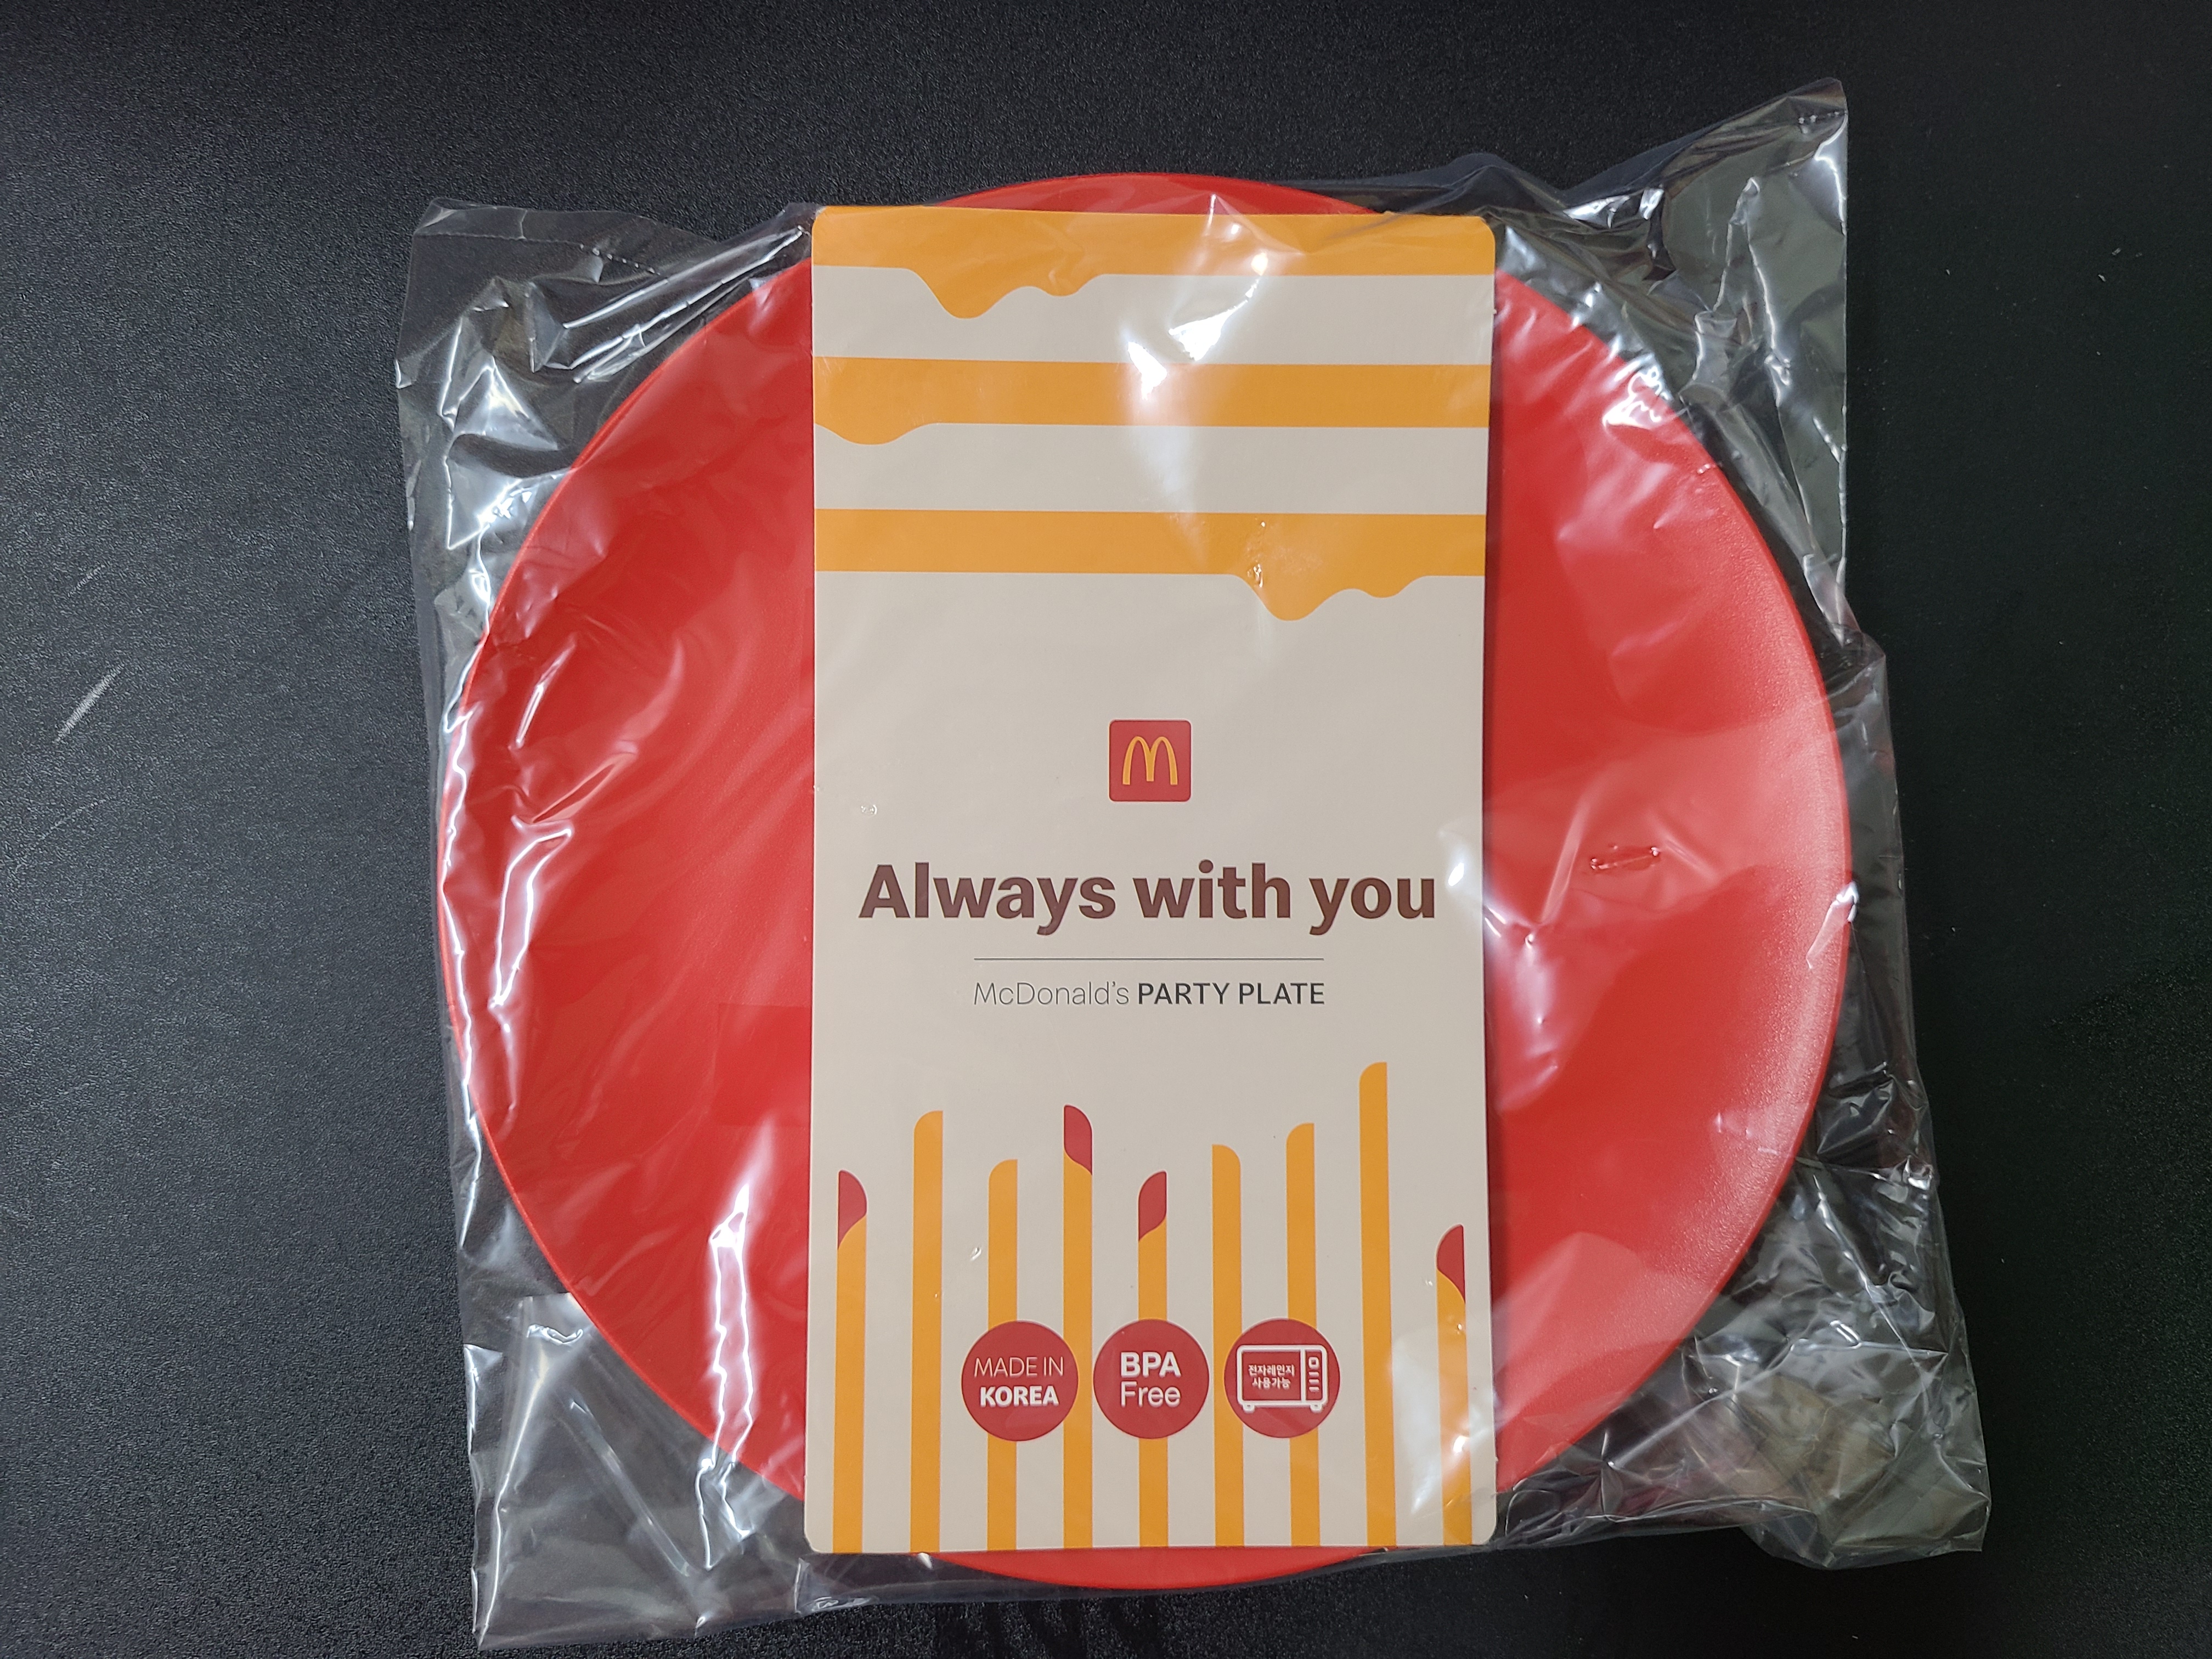 Always with you
McDonald's PARTY PLATE
MADE IN
KOREA
BPA
Free
전자레인지
사용가능